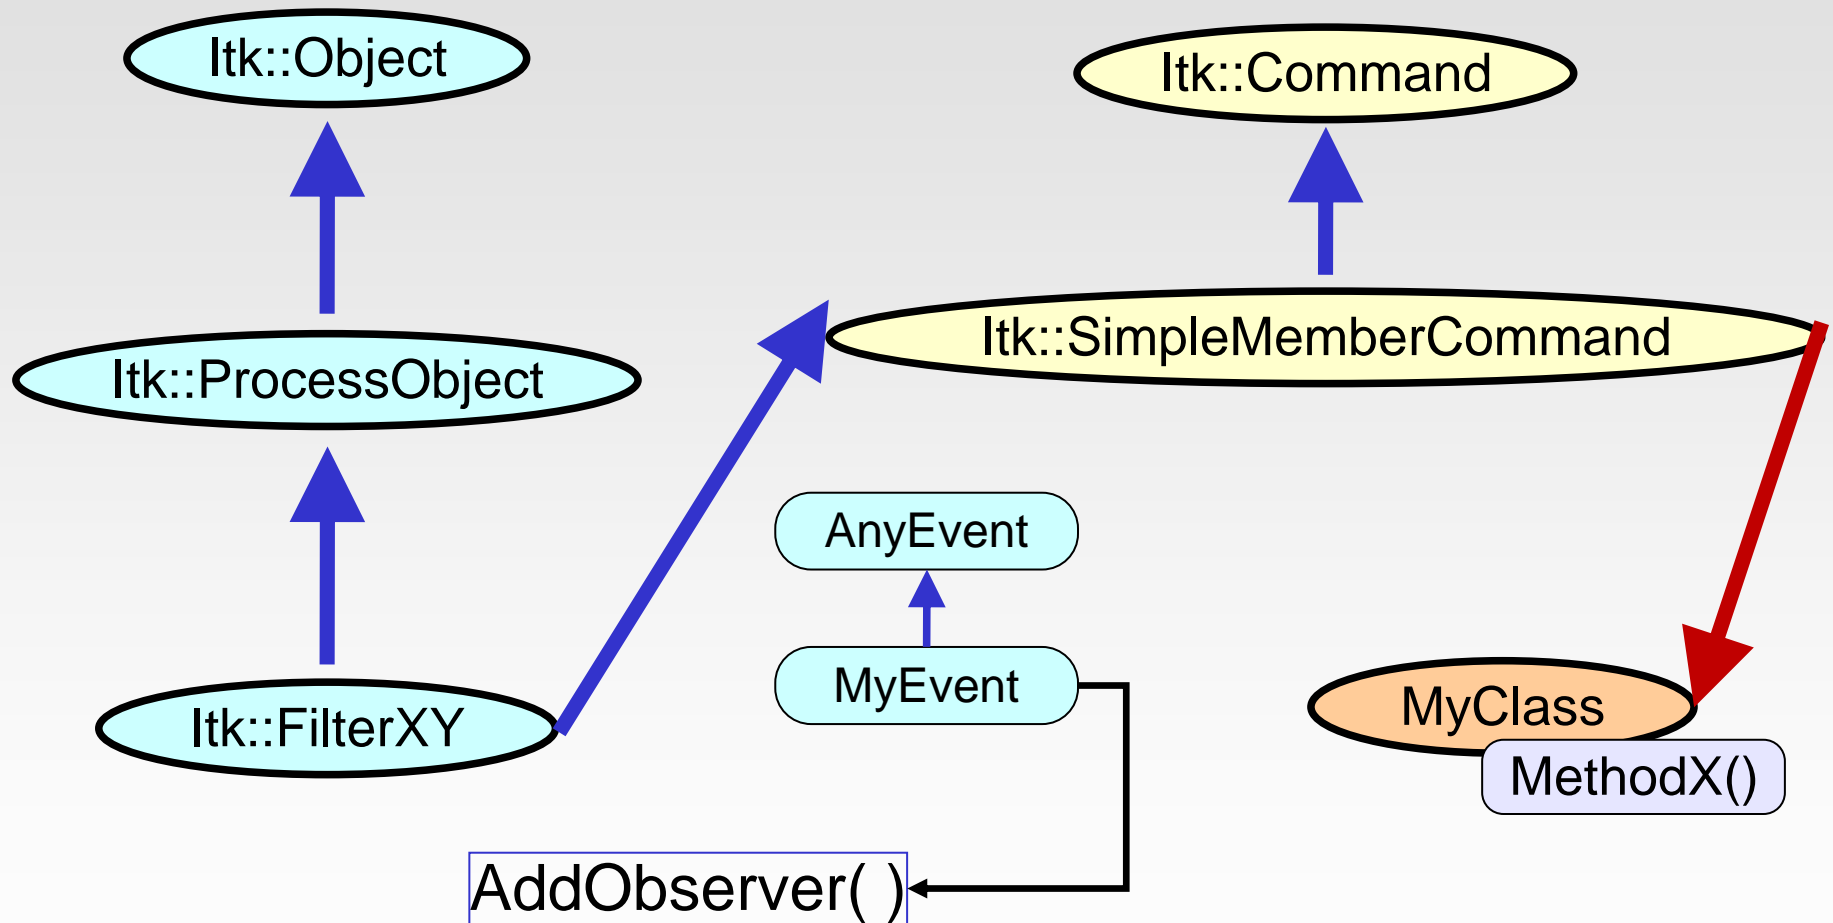 Itk::Object
Itk::Command
Itk::ProcessObject
Itk::SimpleMemberCommand
AnyEvent
MyEvent
Itk::FilterXY
MyClass
MethodX()
AddObserver( )